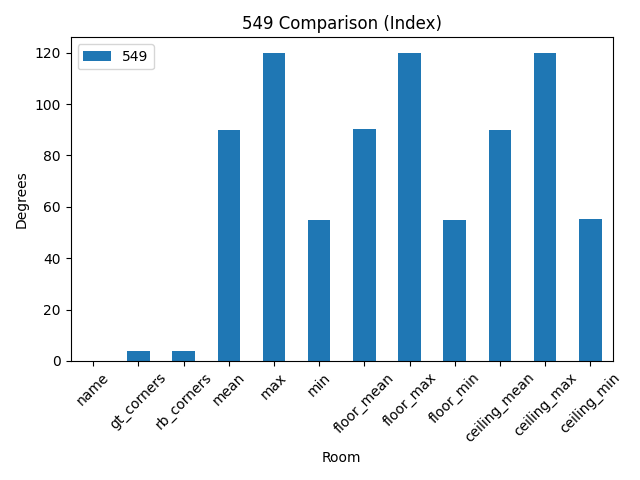 549 Comparison (Index)
549
Degrees
120
100
80
60
40
20
0
name
gt_corners
rb_corners
mean
max
min
floor_mean
floor_max
floor_min
ceiling_mean
ceiling_max
ceiling_min
Room